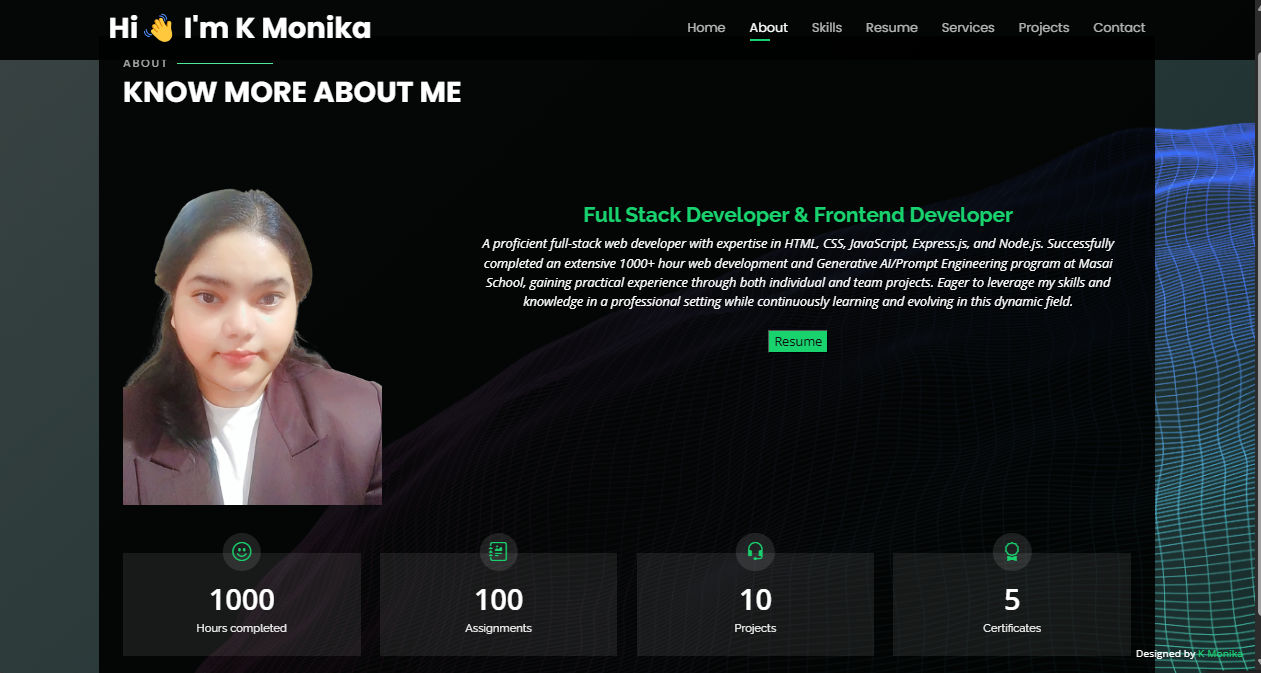 Hi 👋 I'm K Monika
Home About Skills Resume Services Projects Contact
ABOUT
KNOW MORE ABOUT ME
Full Stack Developer & Frontend Developer
A proficient full-stack web developer with expertise in HTML, CSS, JavaScript, Express.js, and Node.js. Successfully
completed an extensive 1000+ hour web development and Generative AI/Prompt Engineering program at Masai
School, gaining practical experience through both individual and team projects. Eager to leverage my skills and
knowledge in a professional setting while continuously learning and evolving in this dynamic field.
Resume
1000
Hours completed
100
Assignments
10
Projects
5
Certificates
Designed by K Monika